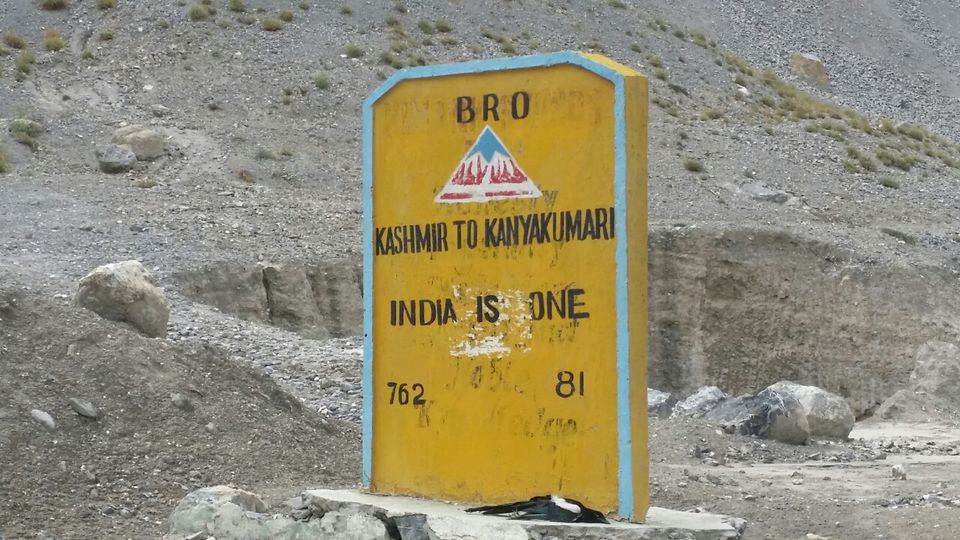 BRO
KASHMIR TO KANYAKUMARI
INDIA IS ONE
762 81